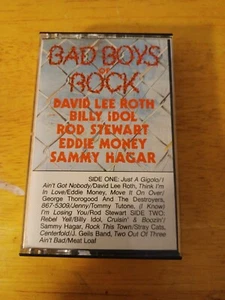 BAD BOYS
of
ROCK
DAVID LEE ROTH
BILLY IDOL
ROD STEWART
EDDIE MONEY
SAMMY HAGAR
SIDE ONE: Just A Gigolo/I
Ain't Got Nobody/David Lee Roth, Think I'm
In Love/Eddie Money, Move It On Over/
George Thorogood And The Destroyers,
867-5309/Jenny/Tommy Tutone, (I Know)
I'm Losing You/Rod Stewart SIDE TWO:
Rebel Yell/Billy Idol, Cruisin' & Boozin'/
Sammy Hagar, Rock This Town/Stray Cats,
Centerfold/J. Geils Band, Two Out Of Three
Ain't Bad/Meat Loaf